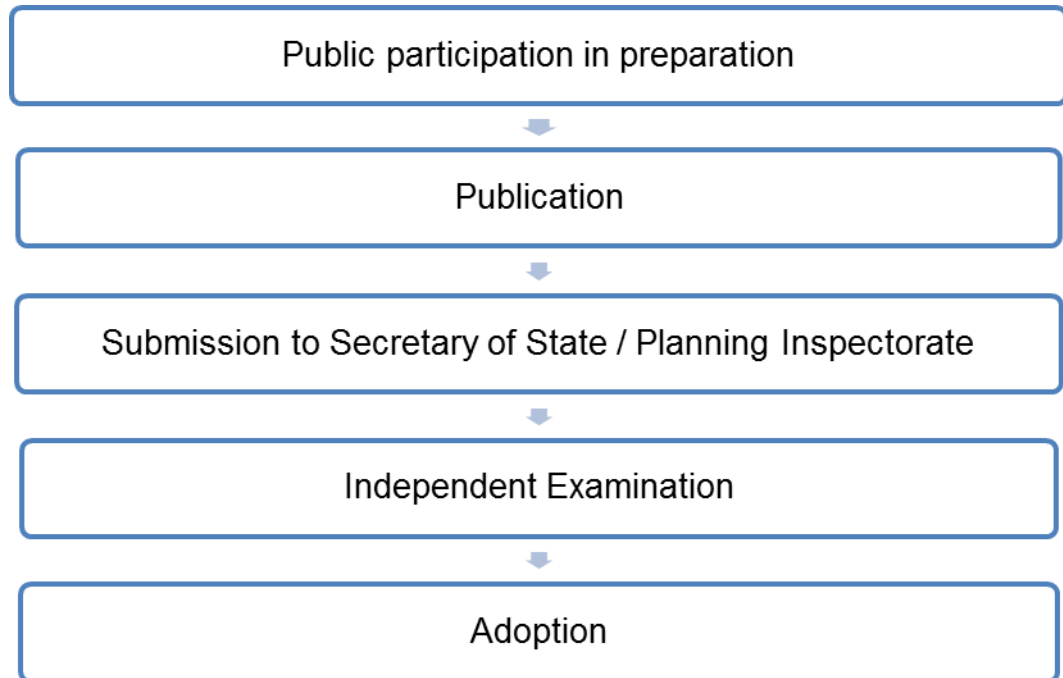 Public participation in preparation
Publication
Submission to Secretary of State / Planning Inspectorate
Independent Examination
Adoption